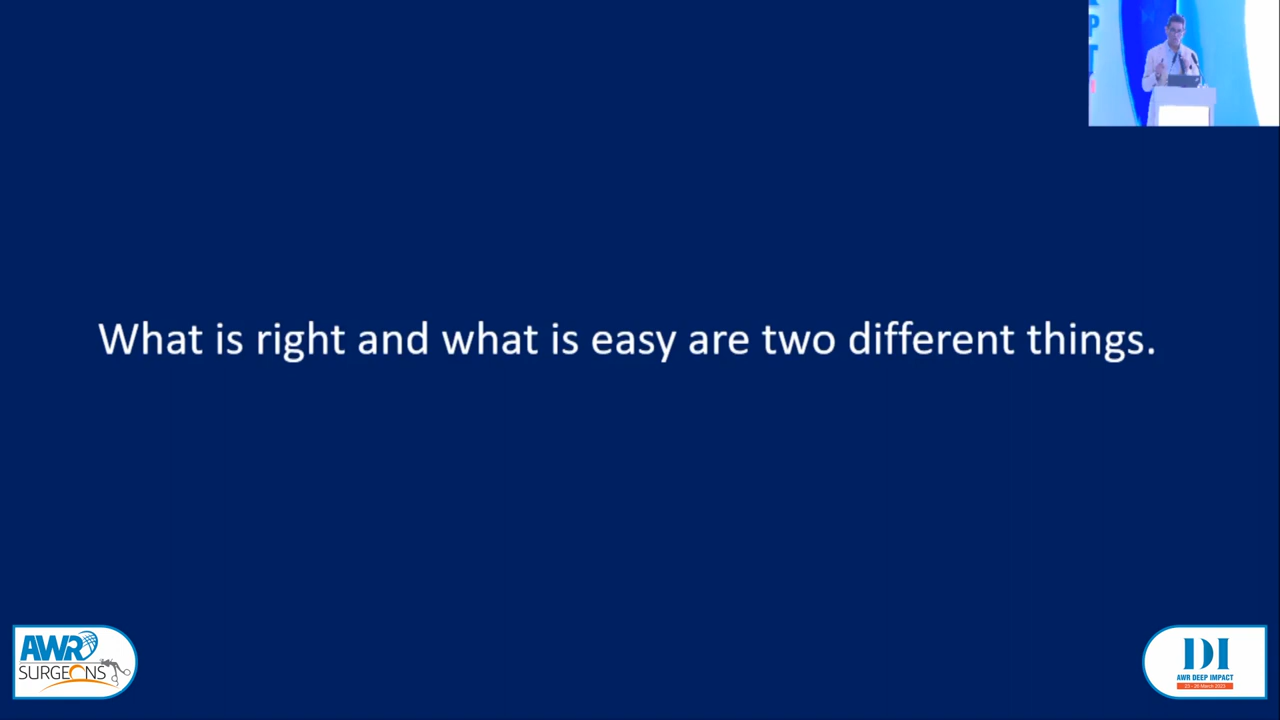 What is right and what is easy are two different things.
AWR
SURGEONS
DI
AWR DEEP IMPACT